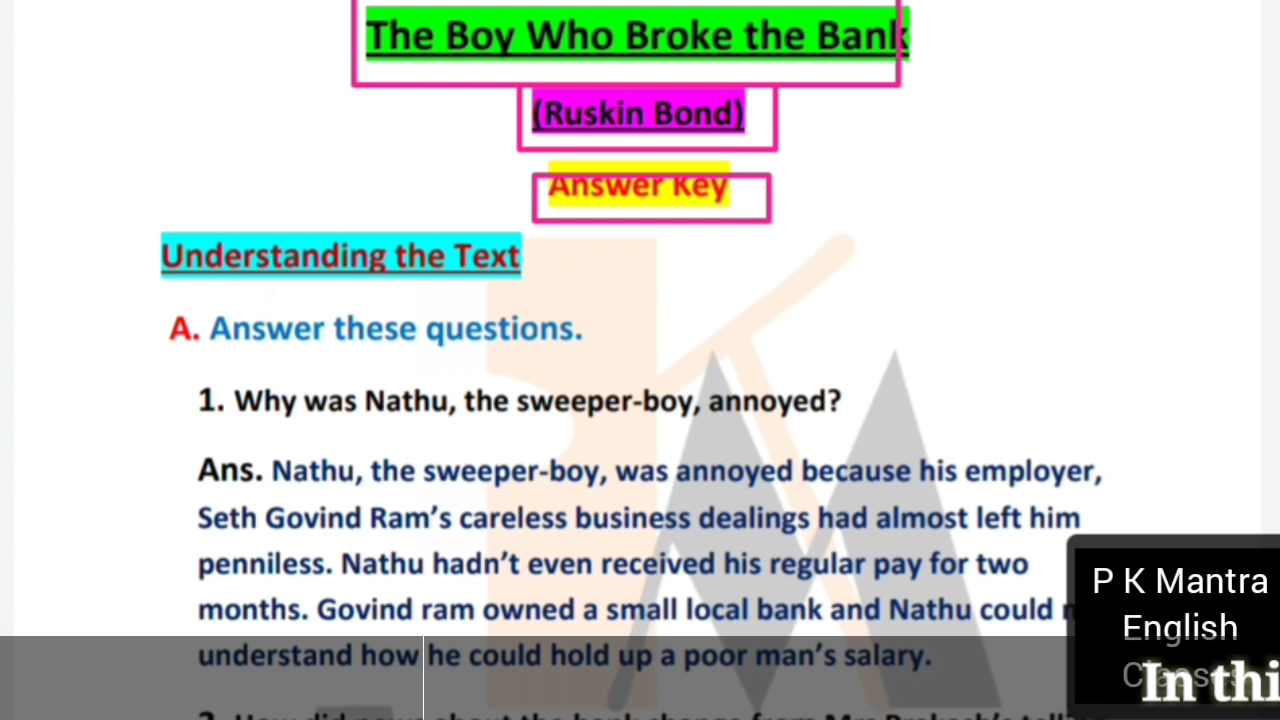 The Boy Who Broke the Bank
(Ruskin Bond)
Answer Key
Understanding the Text
A. Answer these questions.
1. Why was Nathu, the sweeper-boy, annoyed?
Ans. Nathu, the sweeper-boy, was annoyed because his employer,
Seth Govind Ram's careless business dealings had almost left him
penniless. Nathu hadn't even received his regular pay for two
months. Govind ram owned a small local bank and Nathu could
understand how he could hold up a poor man's salary.
P K Mantra
English
Classes
In thi